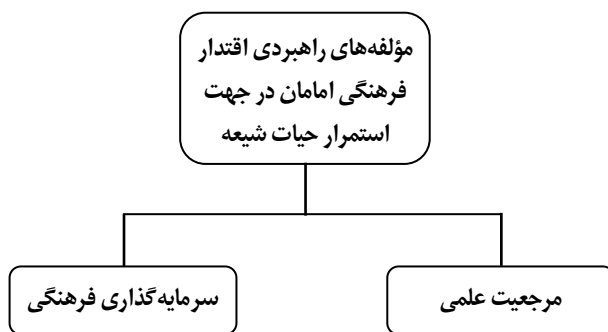 مؤلفه‌های راهبردی اقتدار
فرهنگی امامان در جهت
استمرار حیات شیعه
مرجعیت علمی
سرمایه‌گذاری فرهنگی